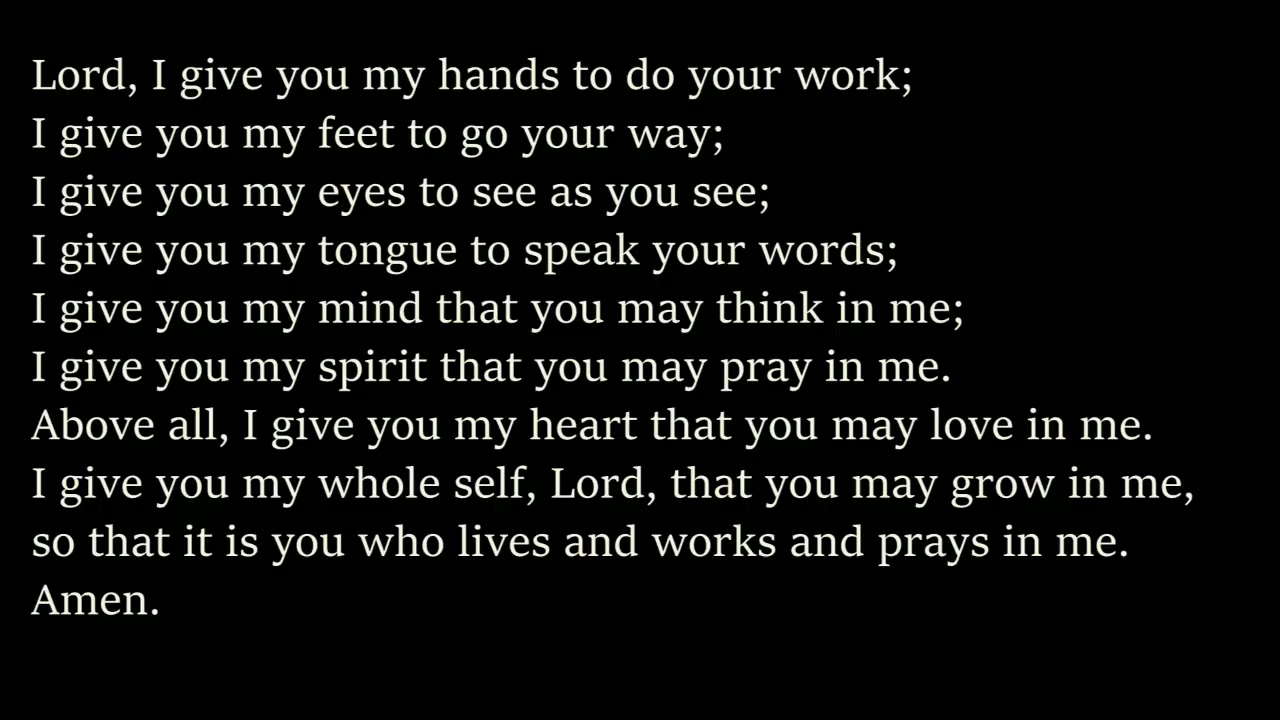 Lord, I give you my hands to do your work;
I give you my feet to go your way;
I give you my eyes to see as you see;
I give you my tongue to speak your words;
I give you my mind that you may think in me;
I give you my spirit that you may pray in me.
Above all, I give you my heart that you may love in me.
I give you my whole self, Lord, that you may grow in me,
so that it is you who lives and works and prays in me.
Amen.